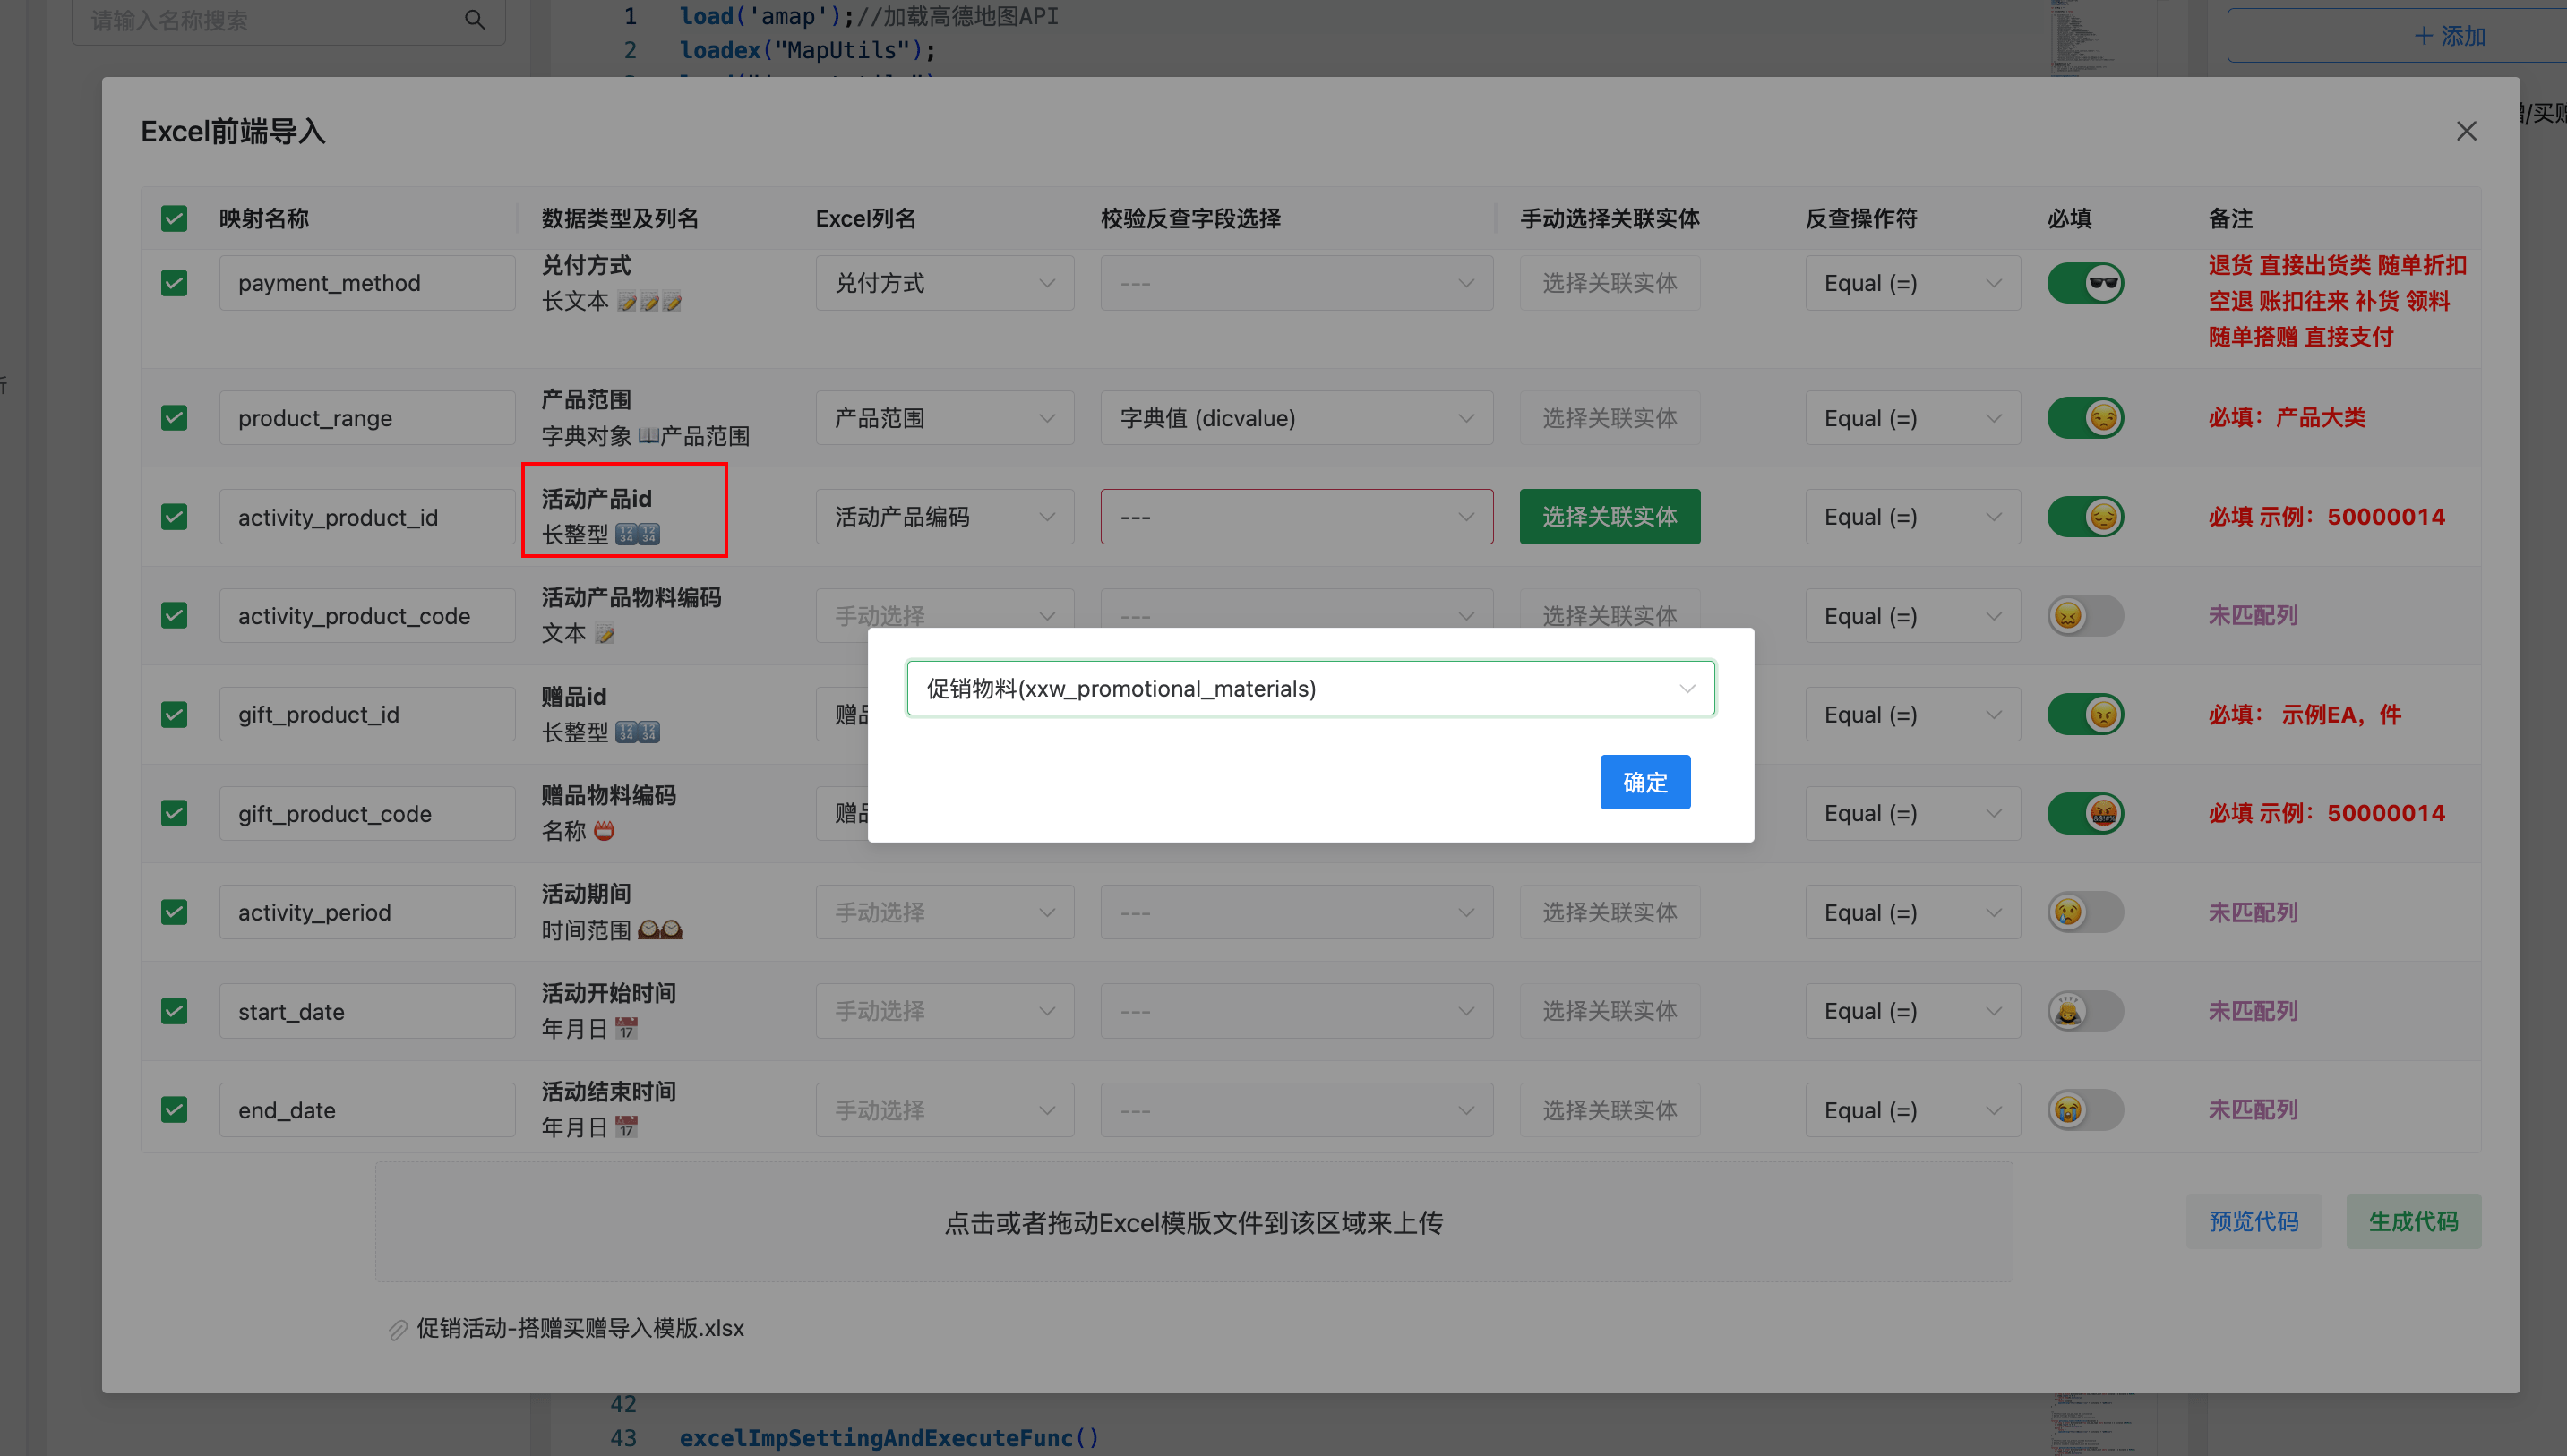 请输入名称搜索
1 load('amap');//加载高德地图API
2 loadex("MapUtils");
添加
Excel前端导入
映射名称 数据类型及列名 Excel列名 校验反查字段选择 手动选择关联实体 反查操作符 必填 备注
payment_method 兑付方式 长文本 兑付方式 --- 选择关联实体 Equal (=) 退货 直接出货类 随单折扣
空退 账扣往来 补货 领料
随单搭赠 直接支付
product_range 产品范围 字典对象 产品范围 产品范围 字典值 (dicvalue) 选择关联实体 Equal (=) 必填：产品大类
activity_product_id 活动产品id 长整型 活动产品编码 --- 选择关联实体 Equal (=) 必填 示例：50000014
activity_product_code 活动产品物料编码 文本 手动选择 --- 选择关联实体 Equal (=) 未匹配列
促销物料(xxw_promotional_materials)
确定
gift_product_id 赠品id 长整型 赠品 Equal (=) 必填： 示例EA，件
gift_product_code 赠品物料编码 名称 赠品 Equal (=) 必填 示例：50000014
activity_period 活动期间 时间范围 手动选择 --- 选择关联实体 Equal (=) 未匹配列
start_date 活动开始时间 年月日 手动选择 --- 选择关联实体 Equal (=) 未匹配列
end_date 活动结束时间 年月日 手动选择 --- 选择关联实体 Equal (=) 未匹配列
点击或者拖动Excel模版文件到该区域来上传
预览代码 生成代码
促销活动-搭赠买赠导入模版.xlsx
42
43 excelImpSettingAndExecuteFunc()